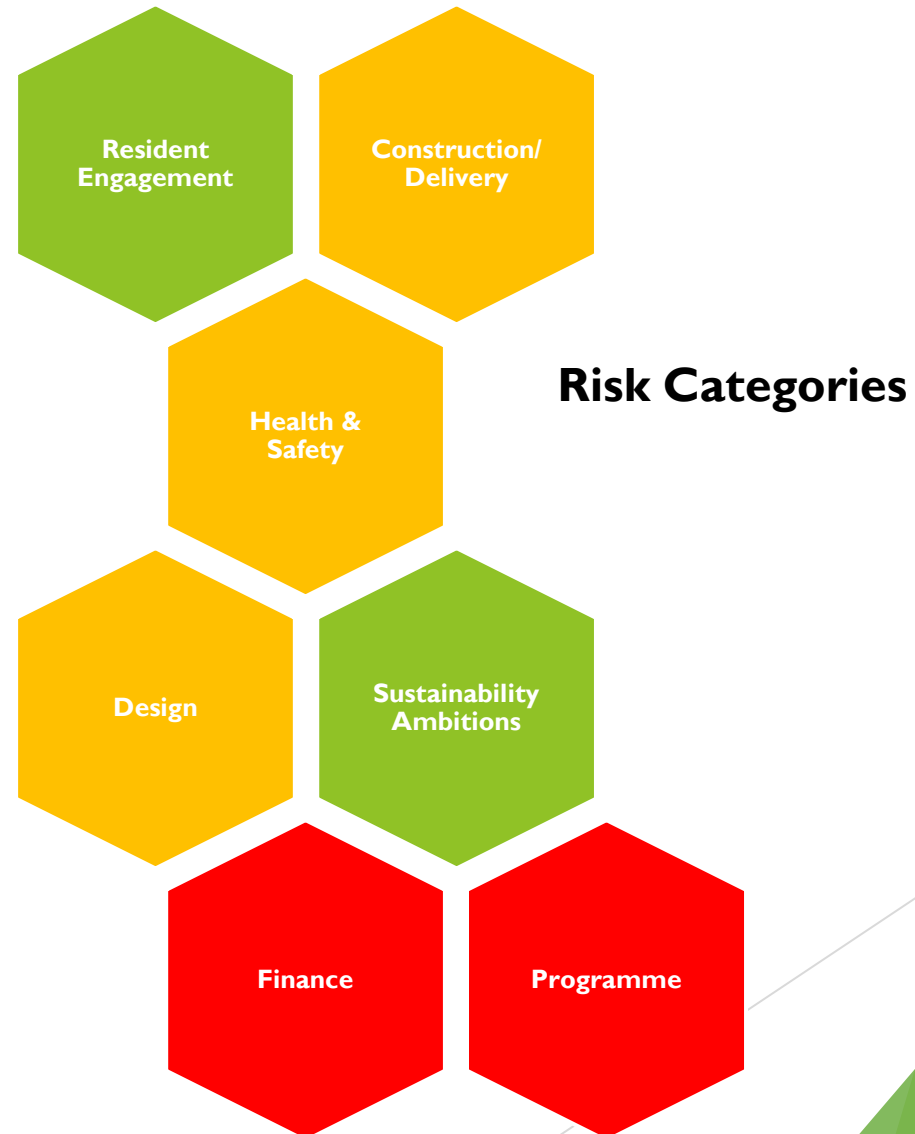 Resident
Engagement
Construction/
Delivery
Risk Categories
Health &
Safety
Design
Sustainability
Ambitions
Finance
Programme